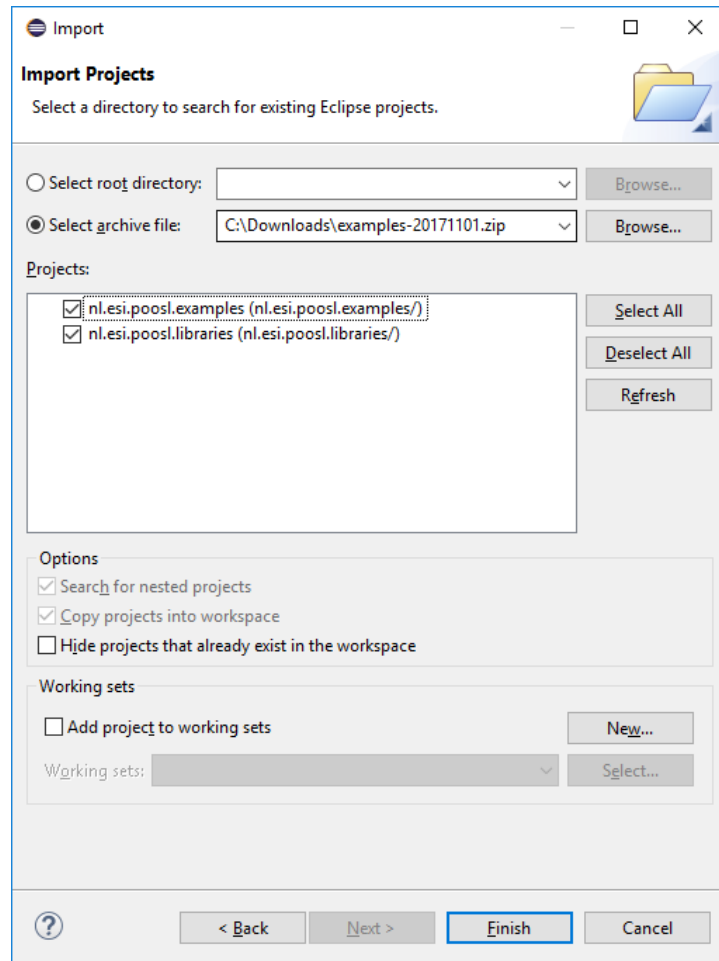 Import
Import Projects
Select a directory to search for existing Eclipse projects.
Select root directory: Browse...
Select archive file: C:\Downloads\examples-20171101.zip Browse...
Projects:
nl.esi.poosl.examples (nl.esi.poosl.examples/) Select All
nl.esi.poosl.libraries (nl.esi.poosl.libraries/)
Deselect All
Refresh
Options
Search for nested projects
Copy projects into workspace
Hide projects that already exist in the workspace
Working sets
Add project to working sets New...
Working sets: Select...
? < Back Next > Finish Cancel